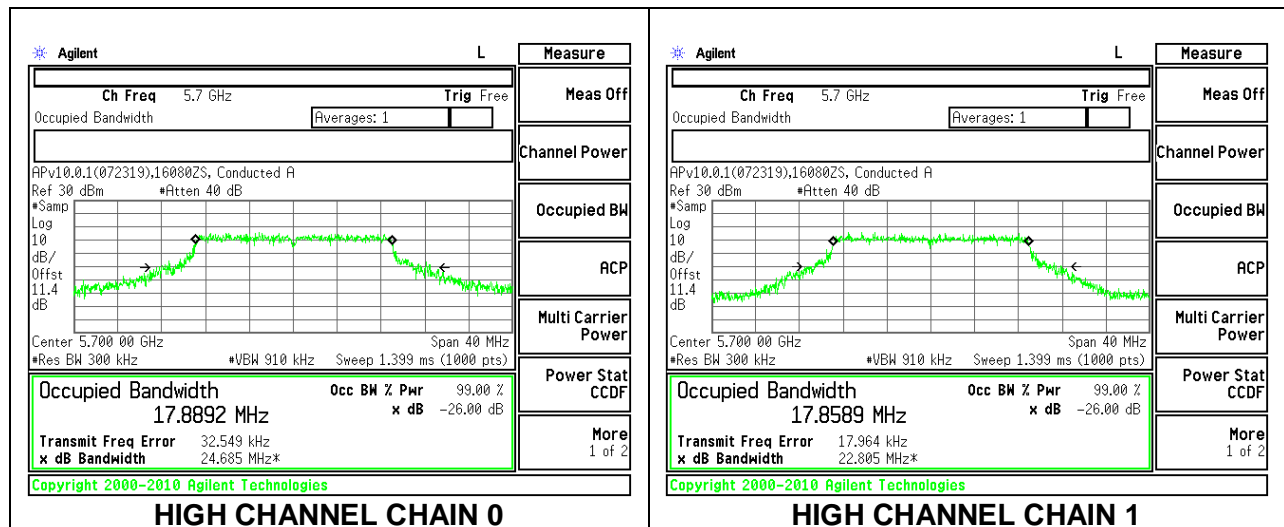 Agilent L Measure
Ch Freq 5.7 GHz Trig Free
Meas Off
Occupied Bandwidth Averages: 1
Channel Power
APv10.0.1(072319),16080ZS, Conducted A
Ref 30 dBm #Atten 40 dB
#Samp
Log
10
dB/
Offst
11.4
dB
Occupied BW
ACP
Multi Carrier
Power
Center 5.700 00 GHz Span 40 MHz
#Res BW 300 kHz #VBW 910 kHz Sweep 1.399 ms (1000 pts)
Power Stat
CCDF
Occupied Bandwidth Occ BW % Pwr 99.00 %
17.8892 MHz x dB -26.00 dB
Transmit Freq Error 32.549 kHz
x dB Bandwidth 24.685 MHz*
More
1 of 2
Copyright 2000-2010 Agilent Technologies
HIGH CHANNEL CHAIN 0
Agilent L Measure
Ch Freq 5.7 GHz Trig Free
Meas Off
Occupied Bandwidth Averages: 1
Channel Power
APv10.0.1(072319),16080ZS, Conducted A
Ref 30 dBm #Atten 40 dB
#Samp
Log
10
dB/
Offst
11.4
dB
Occupied BW
ACP
Multi Carrier
Power
Center 5.700 00 GHz Span 40 MHz
#Res BW 300 kHz #VBW 910 kHz Sweep 1.399 ms (1000 pts)
Power Stat
CCDF
Occupied Bandwidth Occ BW % Pwr 99.00 %
17.8589 MHz x dB -26.00 dB
Transmit Freq Error 17.964 kHz
x dB Bandwidth 22.805 MHz*
More
1 of 2
Copyright 2000-2010 Agilent Technologies
HIGH CHANNEL CHAIN 1